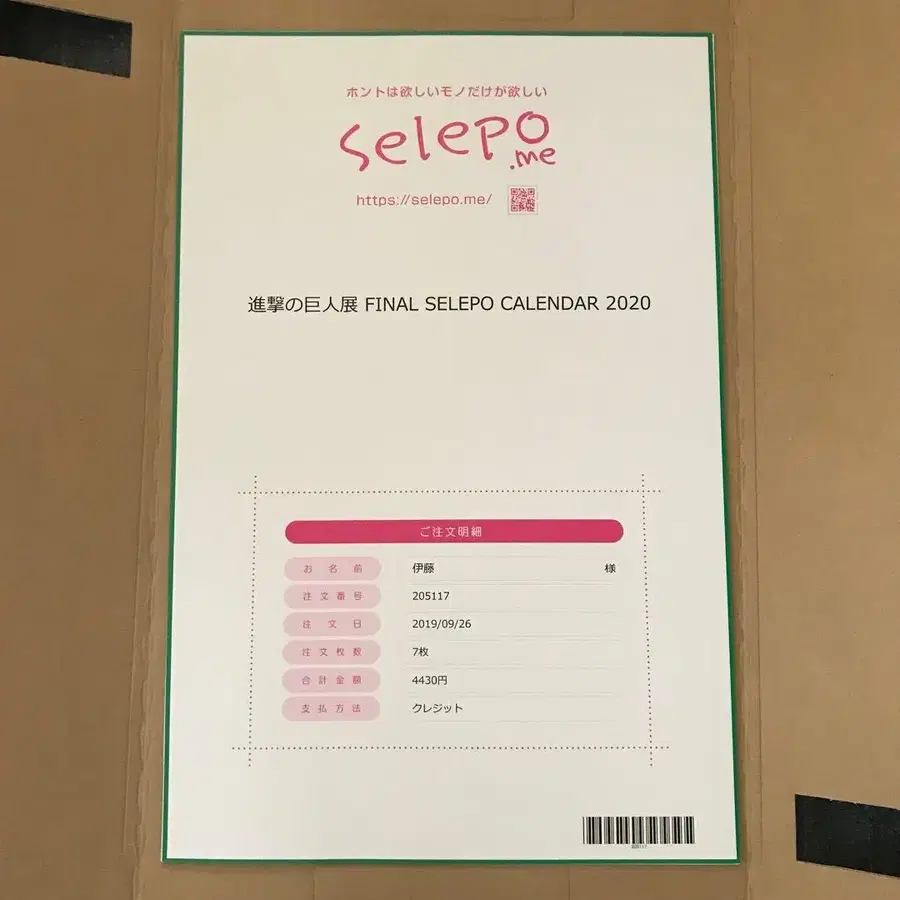 ホントは欲しいモノだけが欲しい
selepo
.me
https://selepo.me/
進撃の巨人展 FINAL SELEPO CALENDAR 2020
ご注文明細
お名前 伊藤 様
注文番号 205117
注文日 2019/09/26
注文枚数 7枚
合計金額 4430円
支払方法 クレジット
205117